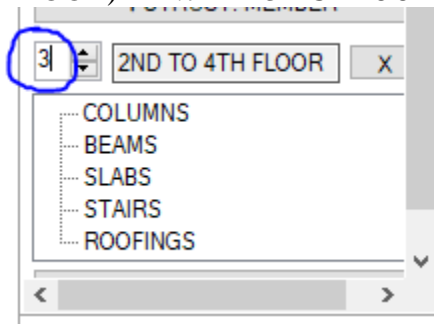 3 2ND TO 4TH FLOOR X
COLUMNS
BEAMS
SLABS
STAIRS
ROOFINGS